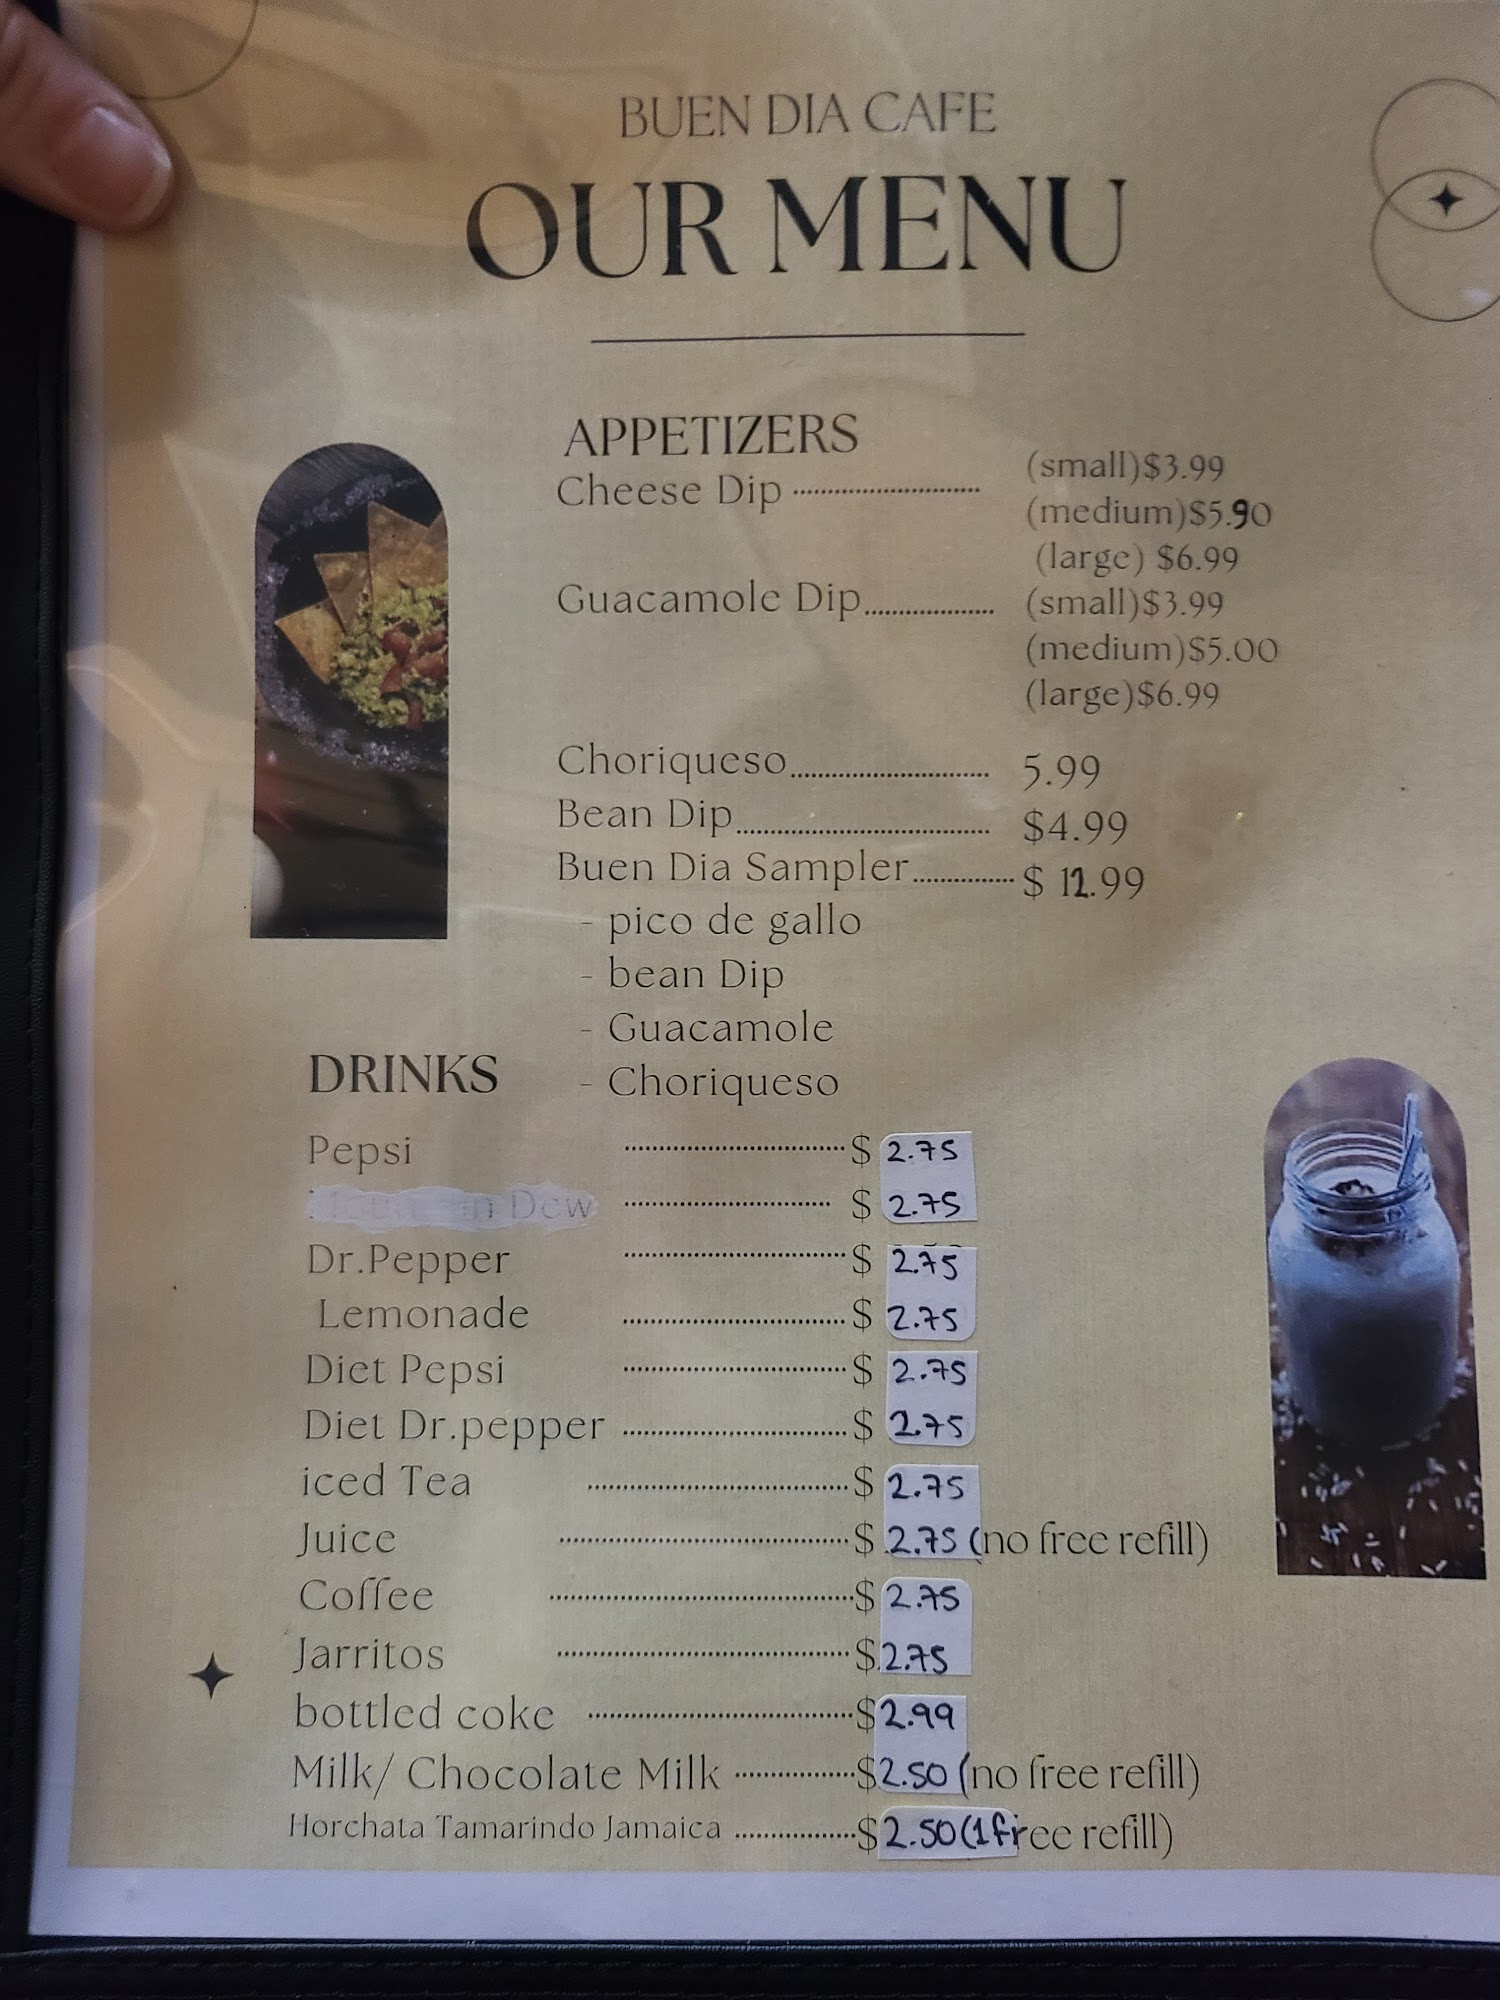 BUEN DIA CAFE
OUR MENU
APPETIZERS
Cheese Dip ........................ (small)$3.99
(medium)$5.90
(large) $6.99
Guacamole Dip................. (small)$3.99
(medium)$5.00
(large)$6.99
Choriqueso........................ 5.99
Bean Dip.............................. $4.99
Buen Dia Sampler............ $ 12.99
- pico de gallo
- bean Dip
- Guacamole
- Choriqueso
DRINKS
Pepsi ........................ $ 2.75
Mountain Dew ........................ $ 2.75
Dr.Pepper ........................ $ 2.75
Lemonade ........................ $ 2.75
Diet Pepsi ........................ $ 2.75
Diet Dr.pepper ........................ $ 2.75
iced Tea ........................ $ 2.75
Juice ........................ $ 2.75 (no free refill)
Coffee ........................ $ 2.75
Jarritos ........................ $2.75
bottled coke ........................ $2.99
Milk/ Chocolate Milk ............ $2.50 (no free refill)
Horchata Tamarindo Jamaica ............ $2.50(1free refill)